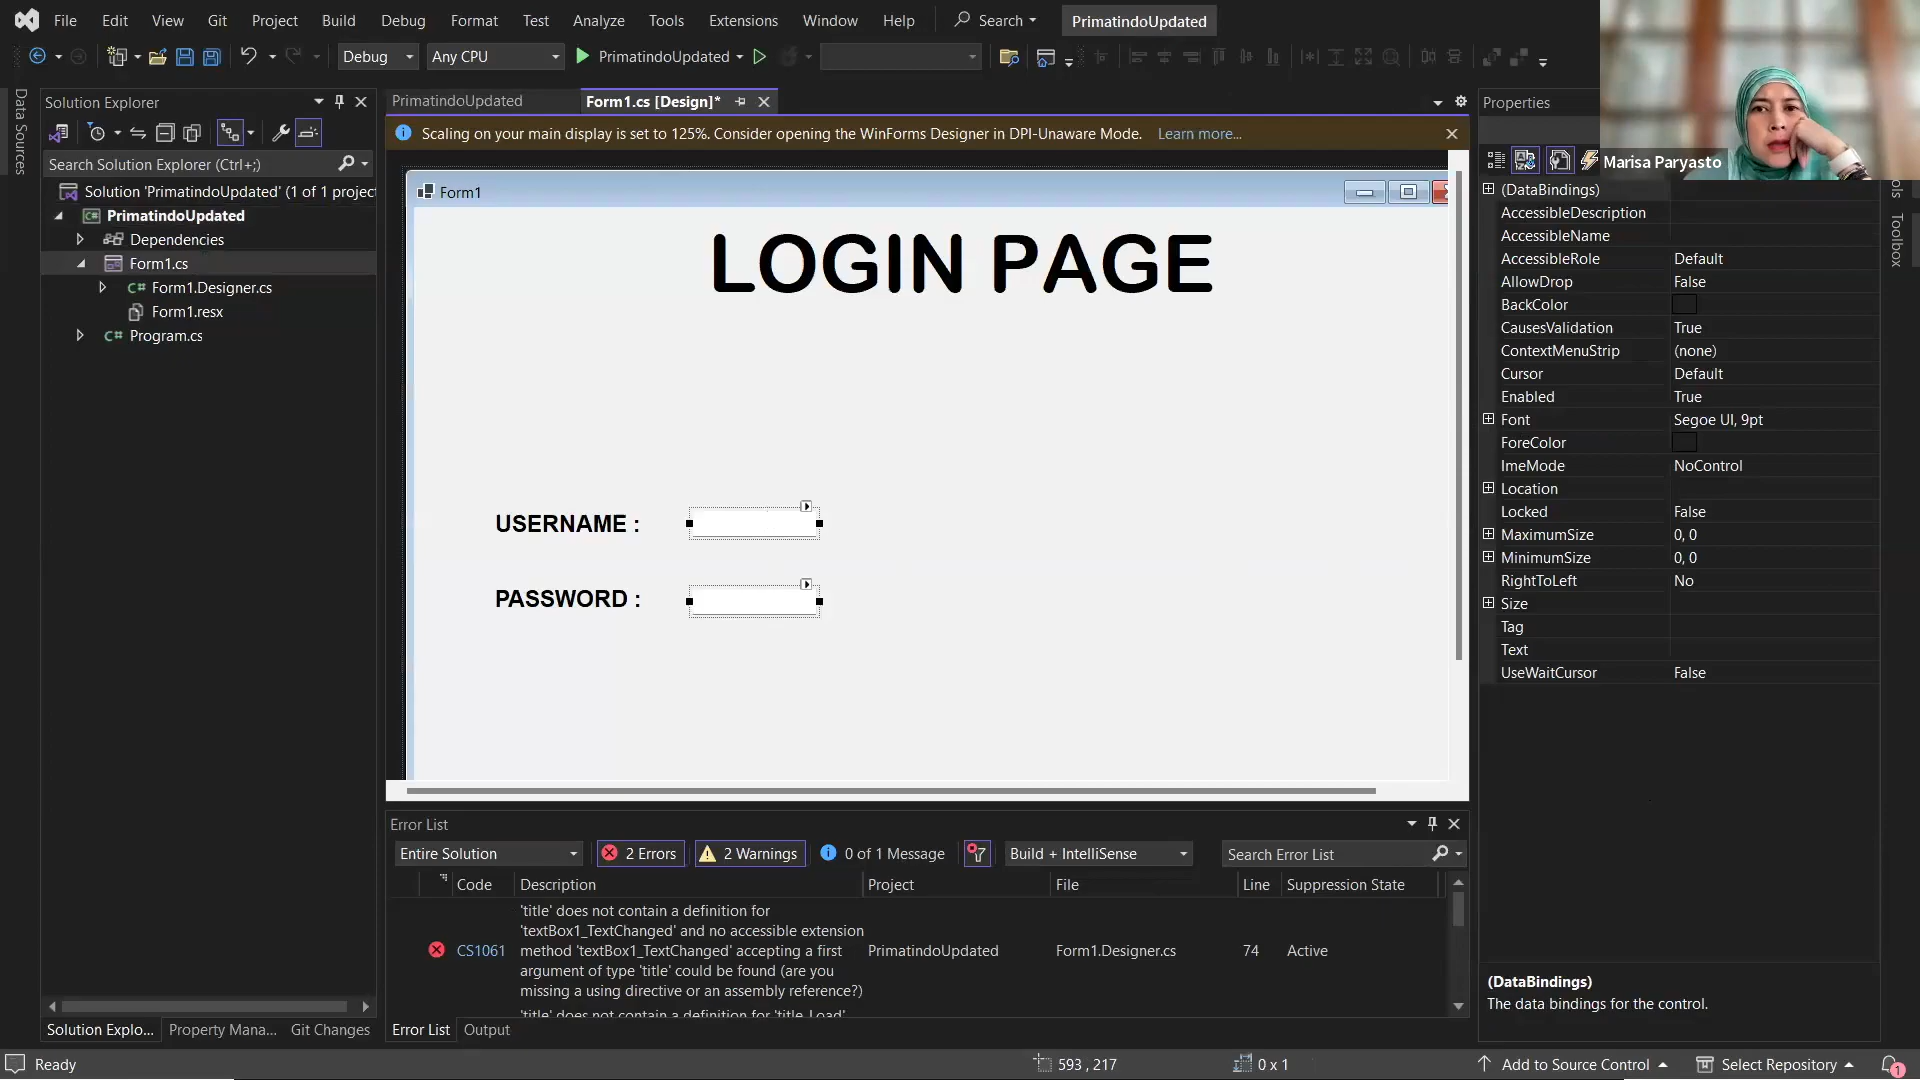 File Edit View Git Project Build Debug Format Test Analyze Tools Extensions Window Help Search PrimatindoUpdated
Debug Any CPU PrimatindoUpdated
Data Sources
Solution Explorer
Search Solution Explorer (Ctrl+;)
Solution 'PrimatindoUpdated' (1 of 1 project
PrimatindoUpdated
Dependencies
Form1.cs
Form1.Designer.cs
Form1.resx
Program.cs
Solution Explo... Property Mana... Git Changes
PrimatindoUpdated Form1.cs [Design]*
Scaling on your main display is set to 125%. Consider opening the WinForms Designer in DPI-Unaware Mode. Learn more...
Form1
LOGIN PAGE
USERNAME :
PASSWORD :
Error List
Entire Solution 2 Errors 2 Warnings 0 of 1 Message Build + IntelliSense Search Error List
Code Description Project File Line Suppression State
'title' does not contain a definition for
'textBox1_TextChanged' and no accessible extension
CS1061 method 'textBox1_TextChanged' accepting a first PrimatindoUpdated Form1.Designer.cs 74 Active
argument of type 'title' could be found (are you
missing a using directive or an assembly reference?)
'title' does not contain a definition for 'title_Load'
Error List Output
Properties
Marisa Paryasto
(DataBindings)
AccessibleDescription
AccessibleName
AccessibleRole Default
AllowDrop False
BackColor
CausesValidation True
ContextMenuStrip (none)
Cursor Default
Enabled True
Font Segoe UI, 9pt
ForeColor
ImeMode NoControl
Location
Locked False
MaximumSize 0, 0
MinimumSize 0, 0
RightToLeft No
Size
Tag
Text
UseWaitCursor False
(DataBindings)
The data bindings for the control.
Toolbox
Ready 593 , 217 0 x 1 Add to Source Control Select Repository 1